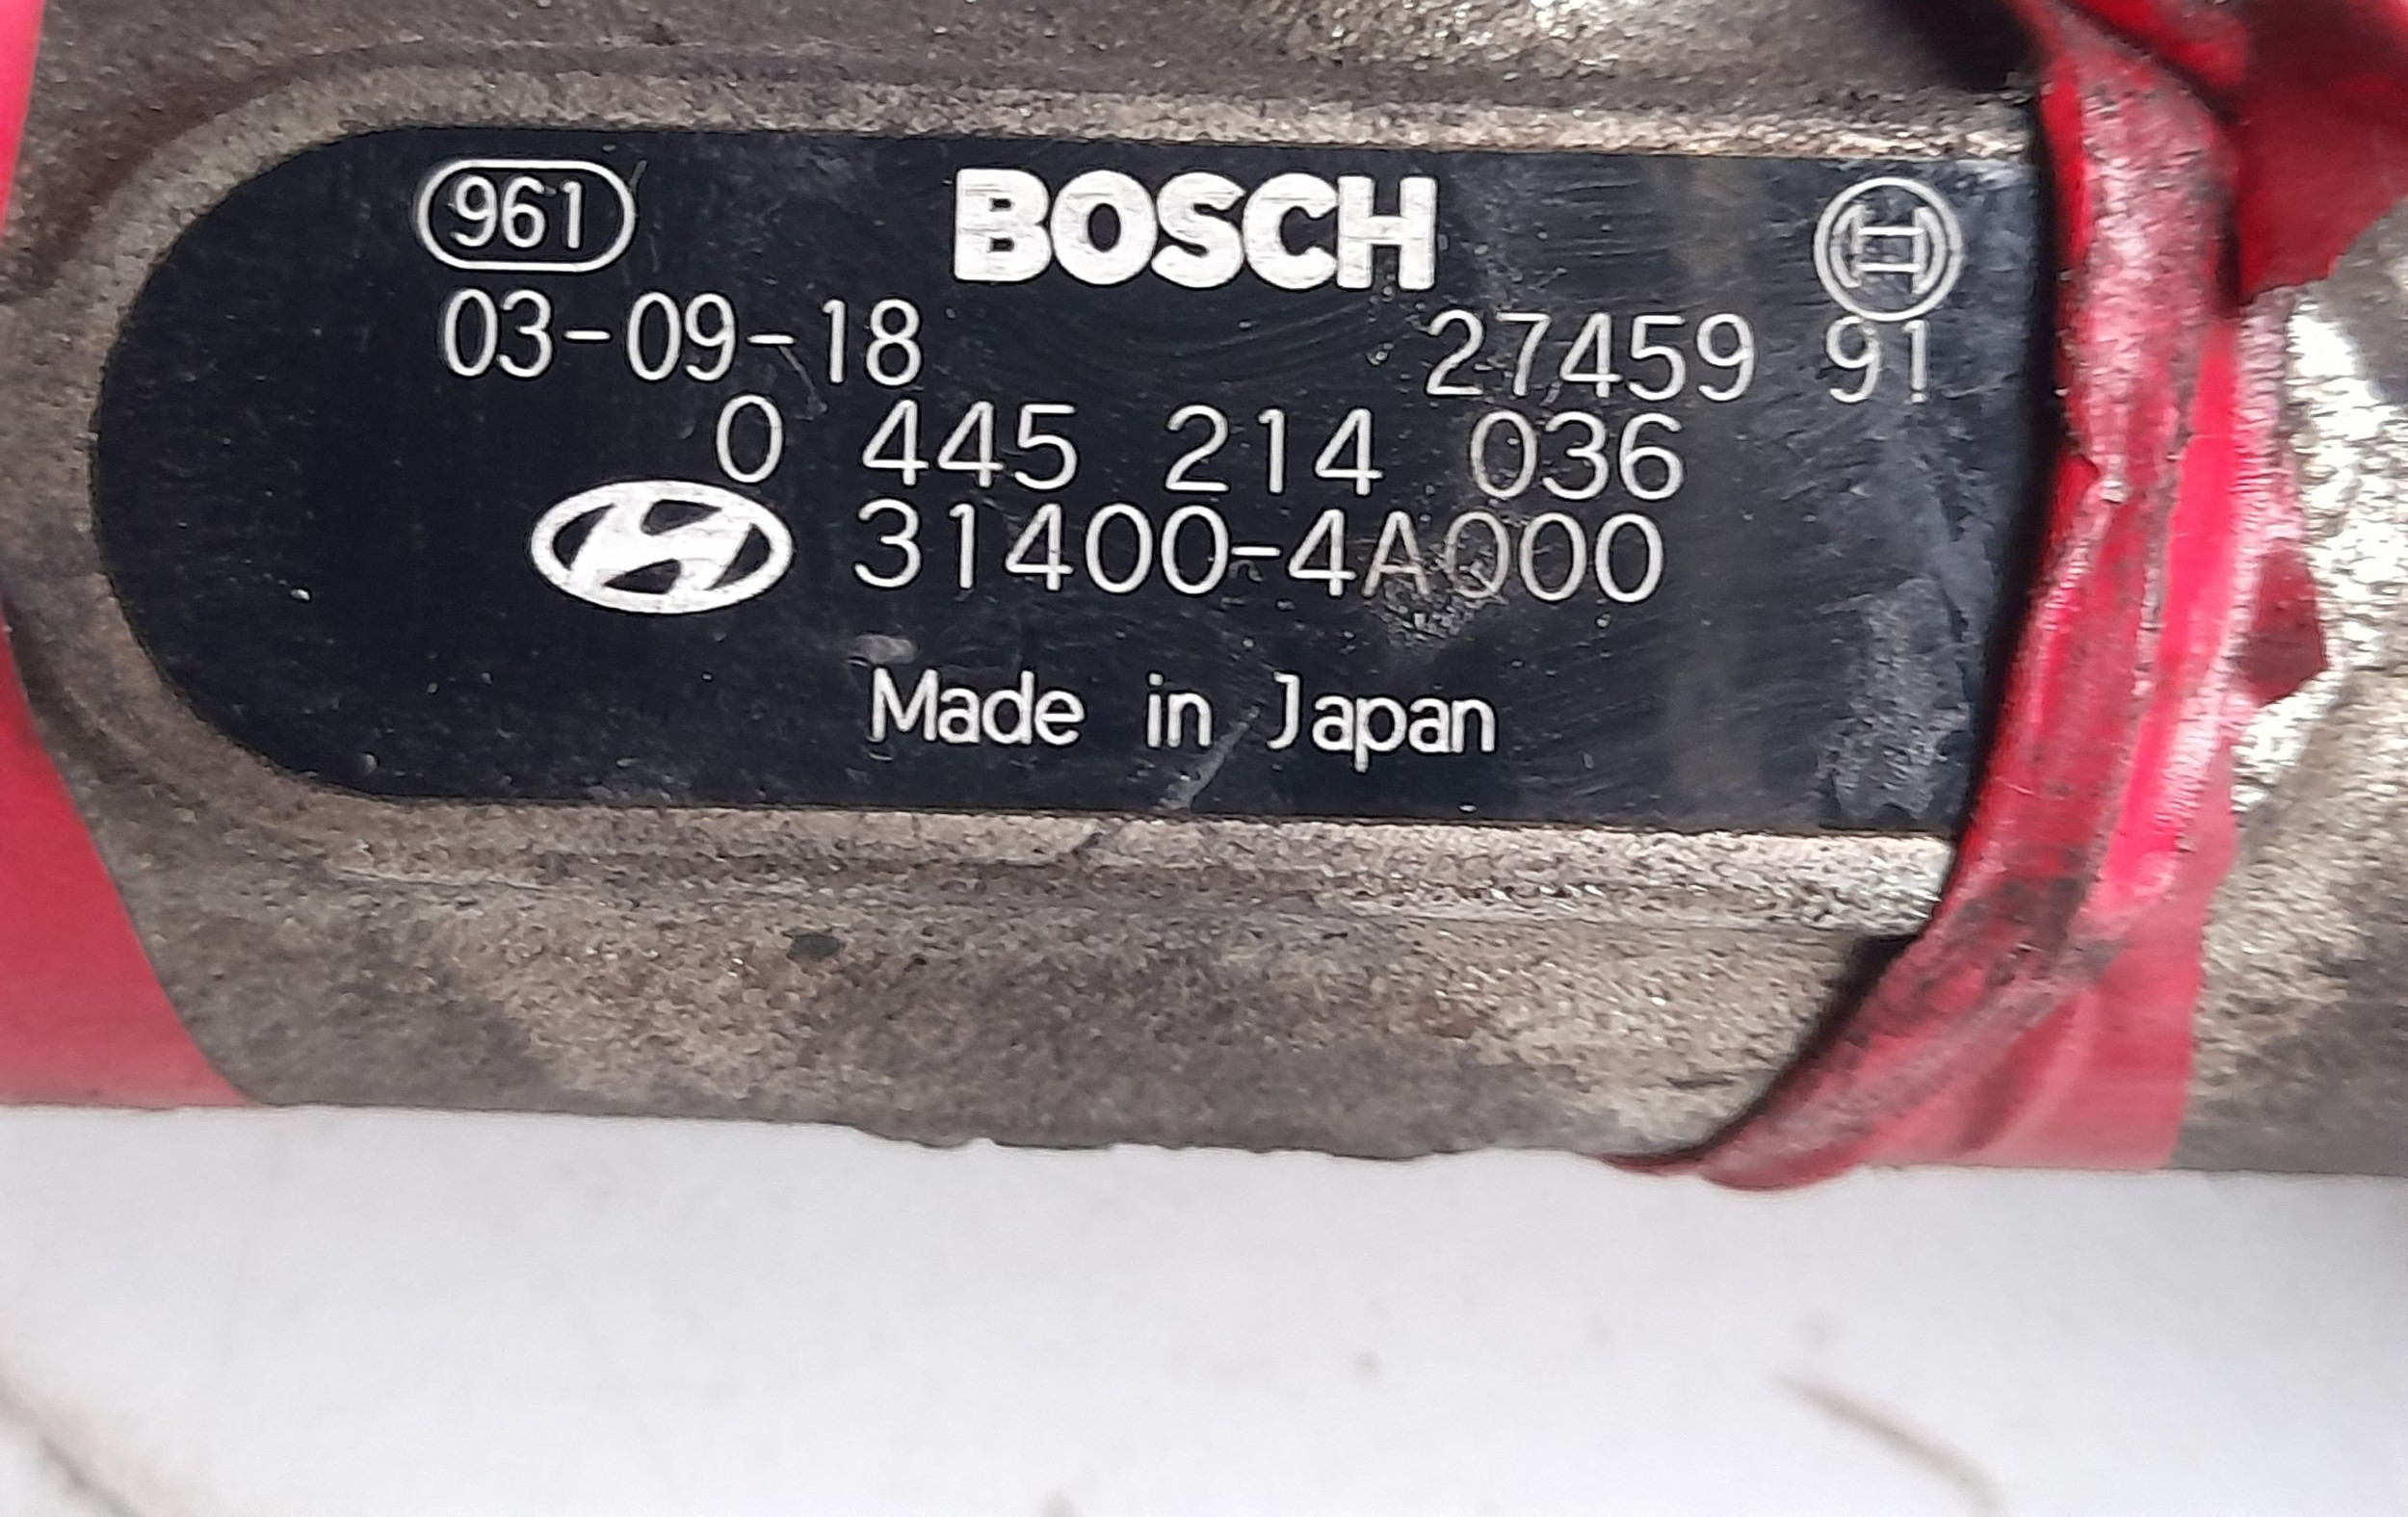 961 BOSCH
03-09-18 27459 91
0 445 214 036
31400-4A000
Made in Japan